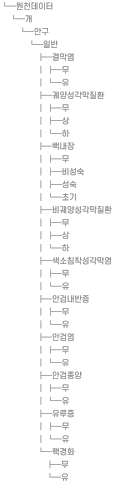 └─원천데이터
└─개
└─안구
└─일반
├─결막염
│ ├─무
│ └─유
├─궤양성각막질환
│ ├─무
│ ├─상
│ └─하
├─백내장
│ ├─무
│ ├─비성숙
│ ├─성숙
│ └─초기
├─비궤양성각막질환
│ ├─무
│ ├─상
│ └─하
├─색소침착성각막염
│ ├─무
│ └─유
├─안검내반증
│ ├─무
│ └─유
├─안검염
│ ├─무
│ └─유
├─안검종양
│ ├─무
│ └─유
├─유루증
│ ├─무
│ └─유
└─핵경화
├─무
└─유